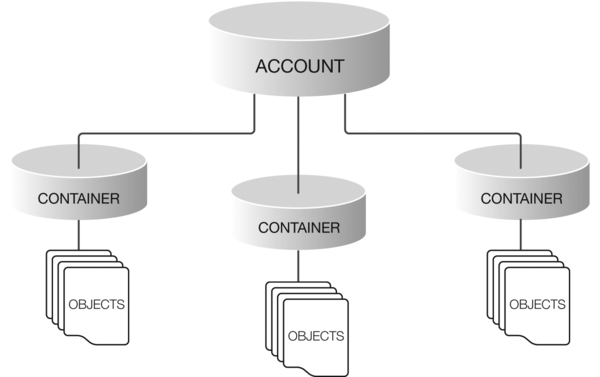 ACCOUNT
CONTAINER
CONTAINER
CONTAINER
OBJECTS
OBJECTS
OBJECTS